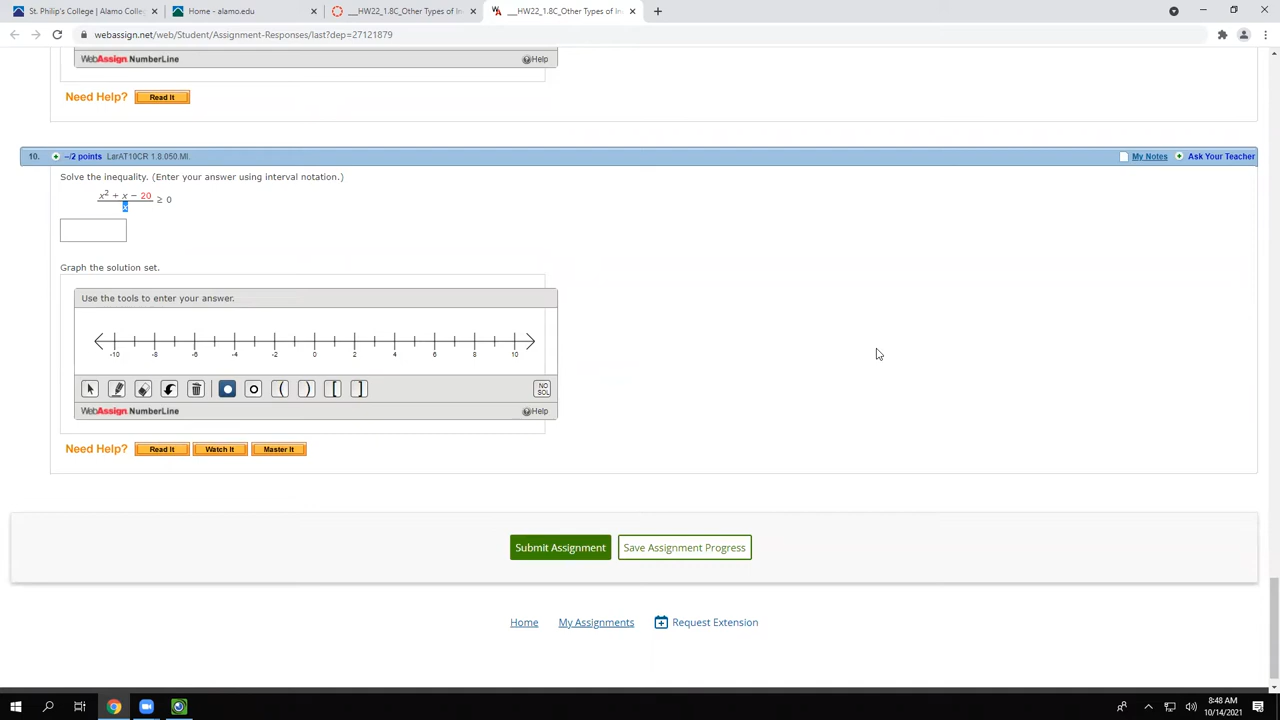 St. Philip's College | Alamo Colle
Home - alamo.edu
___HW22_1.8C_Other Types of In
___HW22_1.8C_Other Types of In
webassign.net/web/Student/Assignment-Responses/last?dep=27121879
WebAssign. NumberLine
Help
Need Help? Read It
10. –/2 points LarAT10CR 1.8.050.MI.
My Notes Ask Your Teacher
Solve the inequality. (Enter your answer using interval notation.)
x² + x − 20
≥ 0
x
Graph the solution set.
Use the tools to enter your answer.
-10 -8 -6 -4 -2 0 2 4 6 8 10
( ) [ ] NO SOL
WebAssign. NumberLine
Help
Need Help? Read It Watch It Master It
Submit Assignment Save Assignment Progress
Home My Assignments Request Extension
8:48 AM
10/14/2021